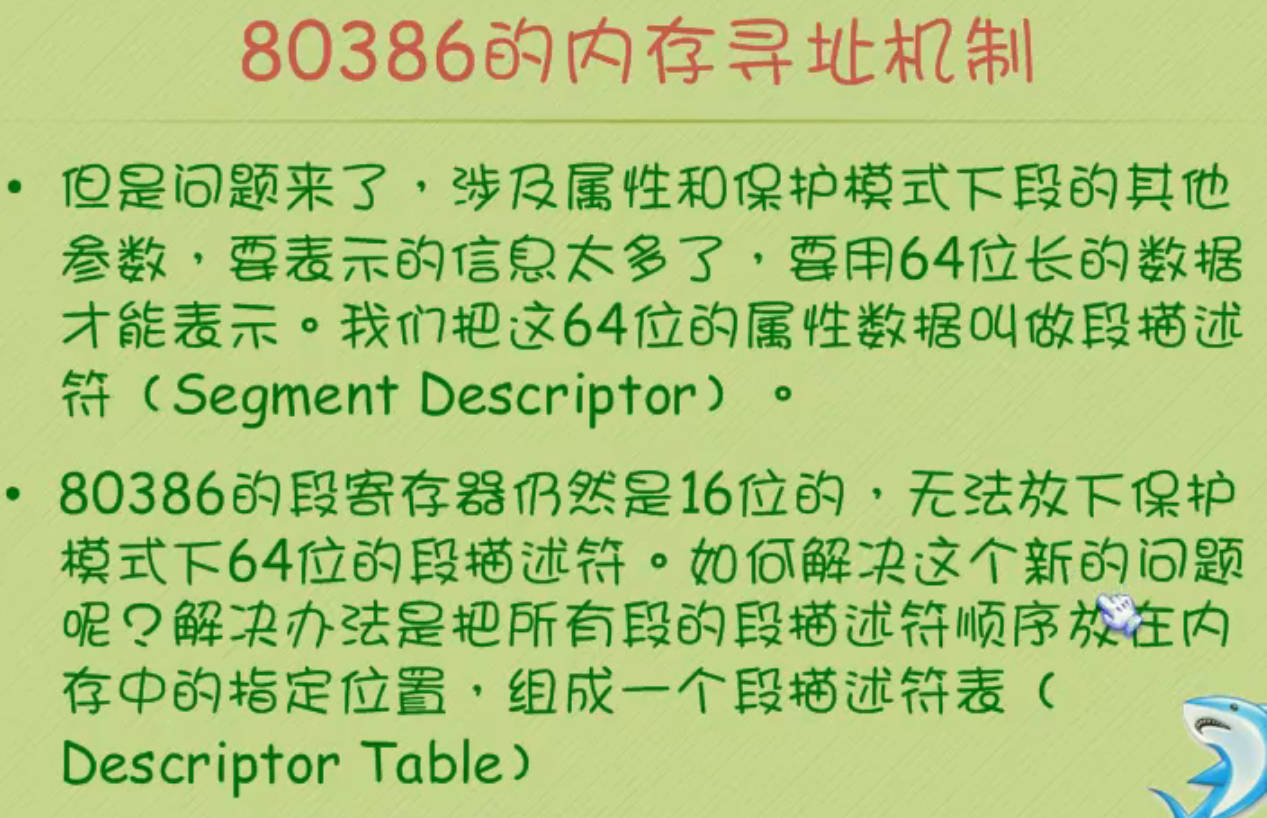 80386的内存寻址机制
• 但是问题来了，涉及属性和保护模式下段的其他
参数，要表示的信息太多了，要用64位长的数据
才能表示。我们把这64位的属性数据叫做段描述
符（Segment Descriptor）。
• 80386的段寄存器仍然是16位的，无法放下保护
模式下64位的段描述符。如何解决这个新的问题
呢？解决办法是把所有段的段描述符顺序放在内
存中的指定位置，组成一个段描述符表（
Descriptor Table）